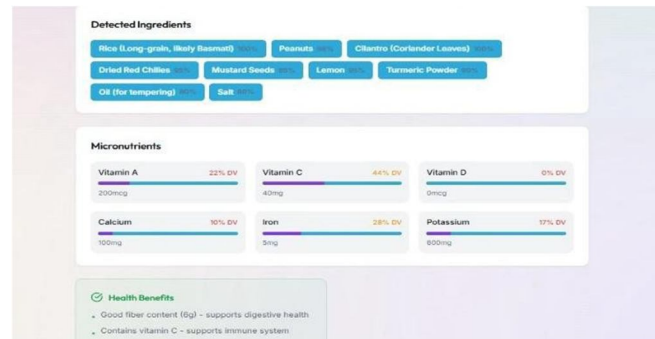 Detected Ingredients
Rice (Long-grain, likely Basmati) 100% Peanuts Cilantro (Coriander Leaves) 100%
Dried Red Chilies Mustard Seeds Lemon Turmeric Powder
Oil (for tempering) Salt
Micronutrients
Vitamin A 22% DV Vitamin C 44% DV Vitamin D 0% DV
200mcg 40mg 0mcg
Calcium 10% DV Iron 28% DV Potassium 17% DV
100mg 5mg 800mg
Health Benefits
• Good fiber content (6g) - supports digestive health
• Contains vitamin C - supports immune system